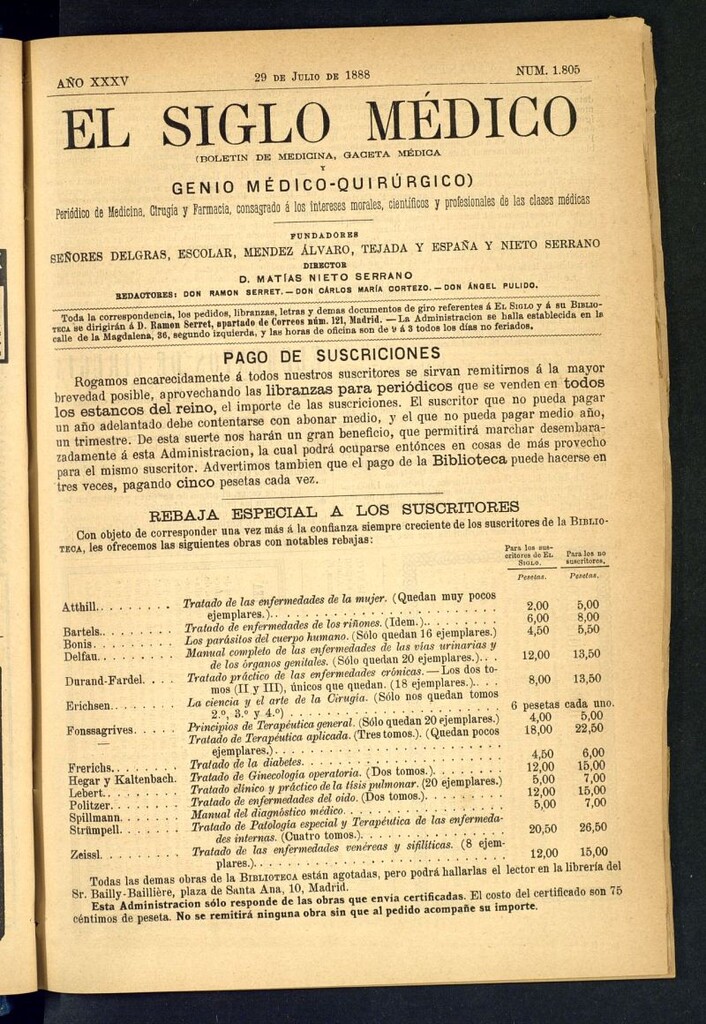 AÑO XXXV 29 DE JULIO DE 1888 NUM. 1.805
EL SIGLO MÉDICO
(BOLETIN DE MEDICINA, GACETA MÉDICA
Y
GENIO MÉDICO-QUIRÚRGICO)
Periódico de Medicina, Cirugía y Farmacia, consagrado á los intereses morales, científicos y profesionales de las clases médicas
FUNDADORES
SEÑORES DELGRAS, ESCOLAR, MENDEZ ÁLVARO, TEJADA Y ESPAÑA Y NIETO SERRANO
DIRECTOR
D. MATÍAS NIETO SERRANO
REDACTORES: DON RAMON SERRET.—DON CÁRLOS MARÍA CORTEZO.—DON ÁNGEL PULIDO.
Toda la correspondencia, los pedidos, libranzas, letras y demas documentos de giro referentes á EL SIGLO y á su BIBLIO-
TECA se dirigirán á D. Ramon Serret, apartado de Correos núm. 121, Madrid.—La Administracion se halla establecida en la
calle de la Magdalena, 36, segundo izquierda, y las horas de oficina son de 9 á 3 todos los días no feriados.
PAGO DE SUSCRICIONES
Rogamos encarecidamente á todos nuestros suscritores se sirvan remitirnos á la mayor
brevedad posible, aprovechando las libranzas para periódicos que se venden en todos
los estancos del reino, el importe de las suscriciones. El suscritor que no pueda pagar
un año adelantado debe contentarse con abonar medio, y el que no pueda pagar medio año,
un trimestre. De esta suerte nos harán un gran beneficio, que permitirá marchar desembara-
zadamente á esta Administracion, la cual podrá ocuparse entónces en cosas de más provecho
para el mismo suscritor. Advertimos tambien que el pago de la Biblioteca puede hacerse en
tres veces, pagando cinco pesetas cada vez.
REBAJA ESPECIAL A LOS SUSCRITORES
Con objeto de corresponder una vez más á la confianza siempre creciente de los suscritores de la BIBLIO-
TECA, les ofrecemos las siguientes obras con notables rebajas:
Para los sus-
critores de EL
SIGLO. Para los no
suscritores.
Pesetas. Pesetas.
Atthill. . . . . . . . Tratado de las enfermedades de la mujer. (Quedan muy pocos
ejemplares.). . . . . . . . 2,00 5,00
Bartels. . . . . . . . Tratado de enfermedades de los riñones. (Idem.). . . . . . . . 6,00 8,00
Bonis. . . . . . . . Los parásitos del cuerpo humano. (Sólo quedan 16 ejemplares.) 4,50 5,50
Delfau. . . . . . . . Manual completo de las enfermedades de las vias urinarias y
de los órganos genitales. (Sólo quedan 20 ejemplares.). . . 12,00 13,50
Durand-Fardel. . . . Tratado práctico de las enfermedades crónicas.—Los dos to-
mos (II y III), únicos que quedan. (18 ejemplares.). . . . 8,00 13,50
Erichsen. . . . . . . La ciencia y el arte de la Cirugía. (Sólo nos quedan tomos
2.º, 3.º y 4.º) . . . . . . . . 6 pesetas cada uno.
Fonssagrives. . . . . Principios de Terapéutica general. (Sólo quedan 20 ejemplares.) 4,00 5,00
— Tratado de Terapéutica aplicada. (Tres tomos.). (Quedan pocos
ejemplares.) . . . . . . . . 18,00 22,50
Frerichs. . . . . . . Tratado de la diabetes. . . . . . . . 4,50 6,00
Hegar y Kaltenbach. Tratado de Ginecología operatoria. (Dos tomos.). . . . . . . . 12,00 15,00
Lebert. . . . . . . . Tratado clínico y práctico de la tisis pulmonar. (20 ejemplares.) 5,00 7,00
Politzer. . . . . . . Tratado de enfermedades del oido. (Dos tomos.). . . . . . . . 12,00 15,00
Spillmann. . . . . . Manual del diagnóstico médico. . . . . . . . 5,00 7,00
Strümpell. . . . . . Tratado de Patología especial y Terapéutica de las enfermeda-
des internas. (Cuatro tomos.). . . . . . . . 20,50 26,50
Zeissl. . . . . . . . Tratado de las enfermedades venéreas y sifilíticas. (8 ejem-
plares.). . . . . . . . 12,00 15,00
Todas las demas obras de la BIBLIOTECA están agotadas, pero podrá hallarlas el lector en la librería del
Sr. Bailly-Baillière, plaza de Santa Ana, 10, Madrid.
Esta Administracion sólo responde de las obras que envía certificadas. El costo del certificado son 75
céntimos de peseta. No se remitirá ninguna obra sin que al pedido acompañe su importe.